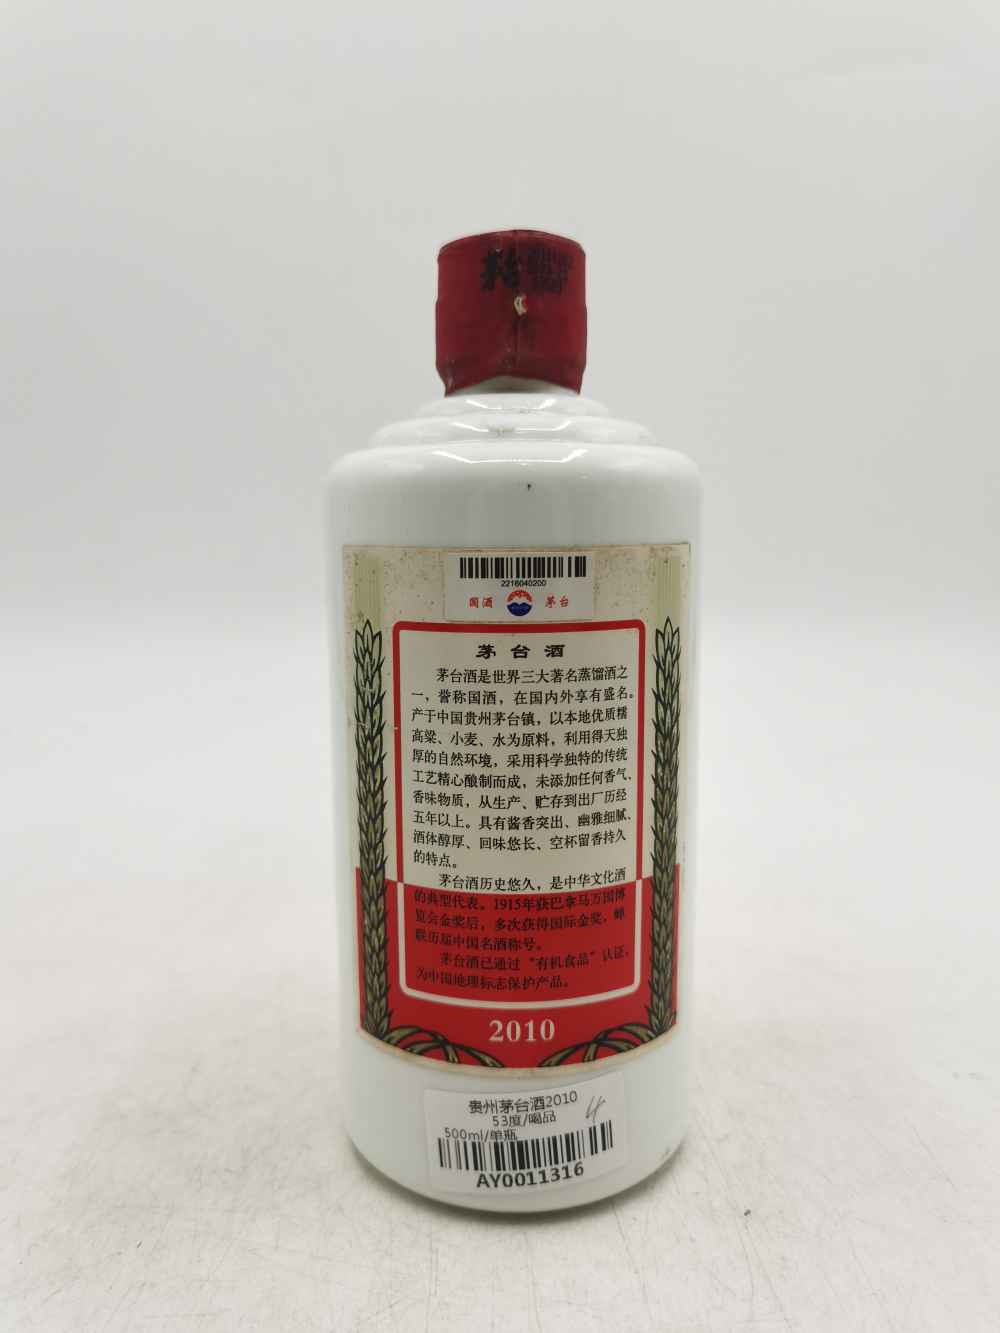 茅台
2216040200
国酒 茅台
茅台酒
茅台酒是世界三大著名蒸馏酒之
一，誉称国酒，在国内外享有盛名。
产于中国贵州茅台镇，以本地优质糯
高粱、小麦、水为原料，利用得天独
厚的自然环境，采用科学独特的传统
工艺精心酿制而成，未添加任何香气、
香味物质，从生产、贮存到出厂历经
五年以上。具有酱香突出、幽雅细腻、
酒体醇厚、回味悠长、空杯留香持久
的特点。
茅台酒历史悠久，是中华文化酒
的典型代表。1915年获巴拿马万国博
览会金奖后，多次获得国际金奖，蝉
联历届中国名酒称号。
茅台酒已通过“有机食品”认证，
为中国地理标志保护产品。
2010
贵州茅台酒2010
53度/喝品
500ml/单瓶
AY0011316